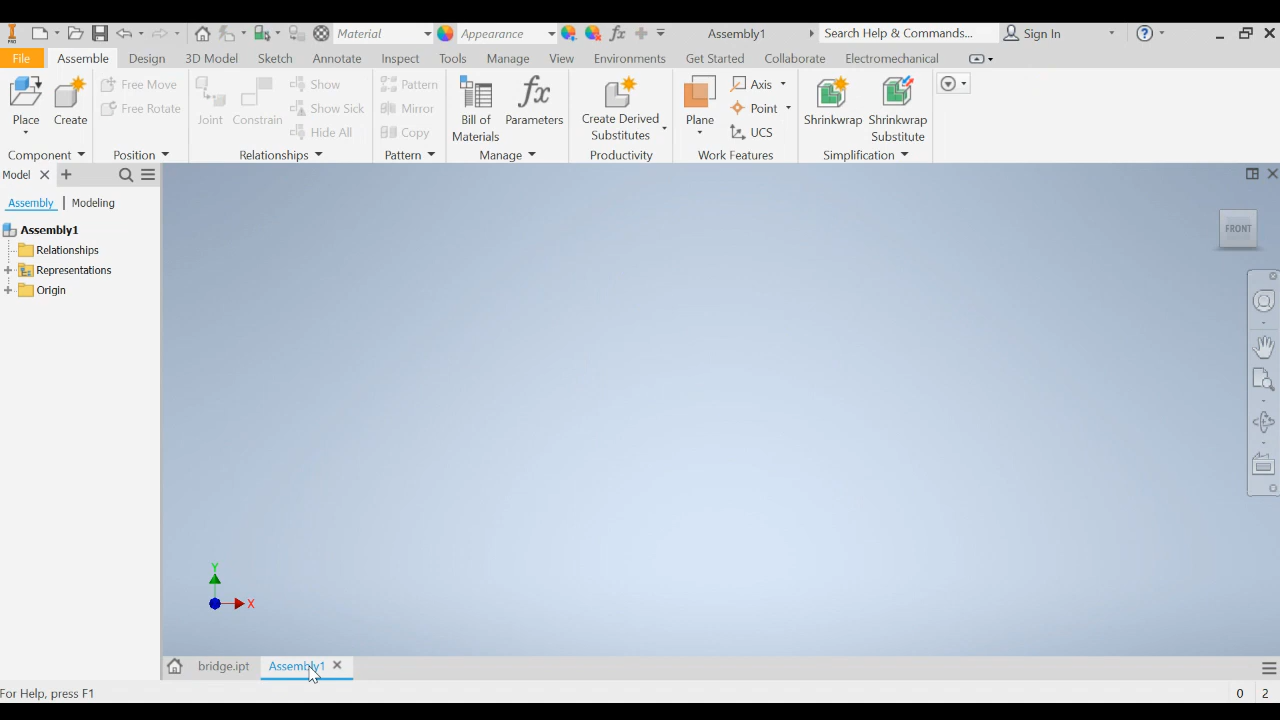 Material
Appearance
Assembly1
Search Help & Commands...
Sign In
File
Assemble
Design
3D Model
Sketch
Annotate
Inspect
Tools
Manage
View
Environments
Get Started
Collaborate
Electromechanical
Place
Create
Free Move
Free Rotate
Joint
Constrain
Show
Show Sick
Hide All
Pattern
Mirror
Copy
Bill of
Materials
Parameters
Create Derived
Substitutes
Plane
Axis
Point
UCS
Shrinkwrap
Shrinkwrap
Substitute
Component
Position
Relationships
Pattern
Manage
Productivity
Work Features
Simplification
Model
Assembly
Modeling
Assembly1
Relationships
Representations
Origin
FRONT
Y
X
bridge.ipt
Assembly1
For Help, press F1
0
2